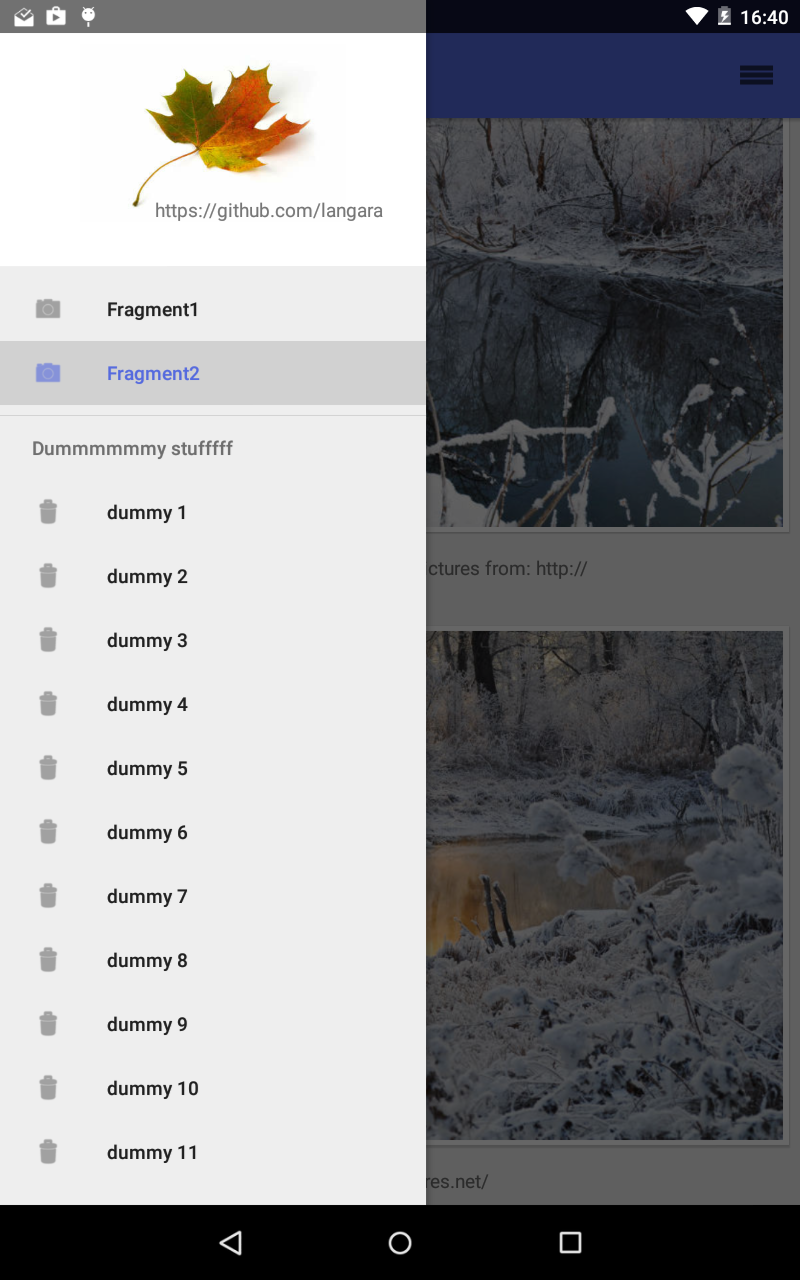 16:40
https://github.com/langara
Fragment1
Fragment2
Dummmmmmy stufffff
dummy 1
dummy 2
dummy 3
dummy 4
dummy 5
dummy 6
dummy 7
dummy 8
dummy 9
dummy 10
dummy 11
ctures from: http://
res.net/